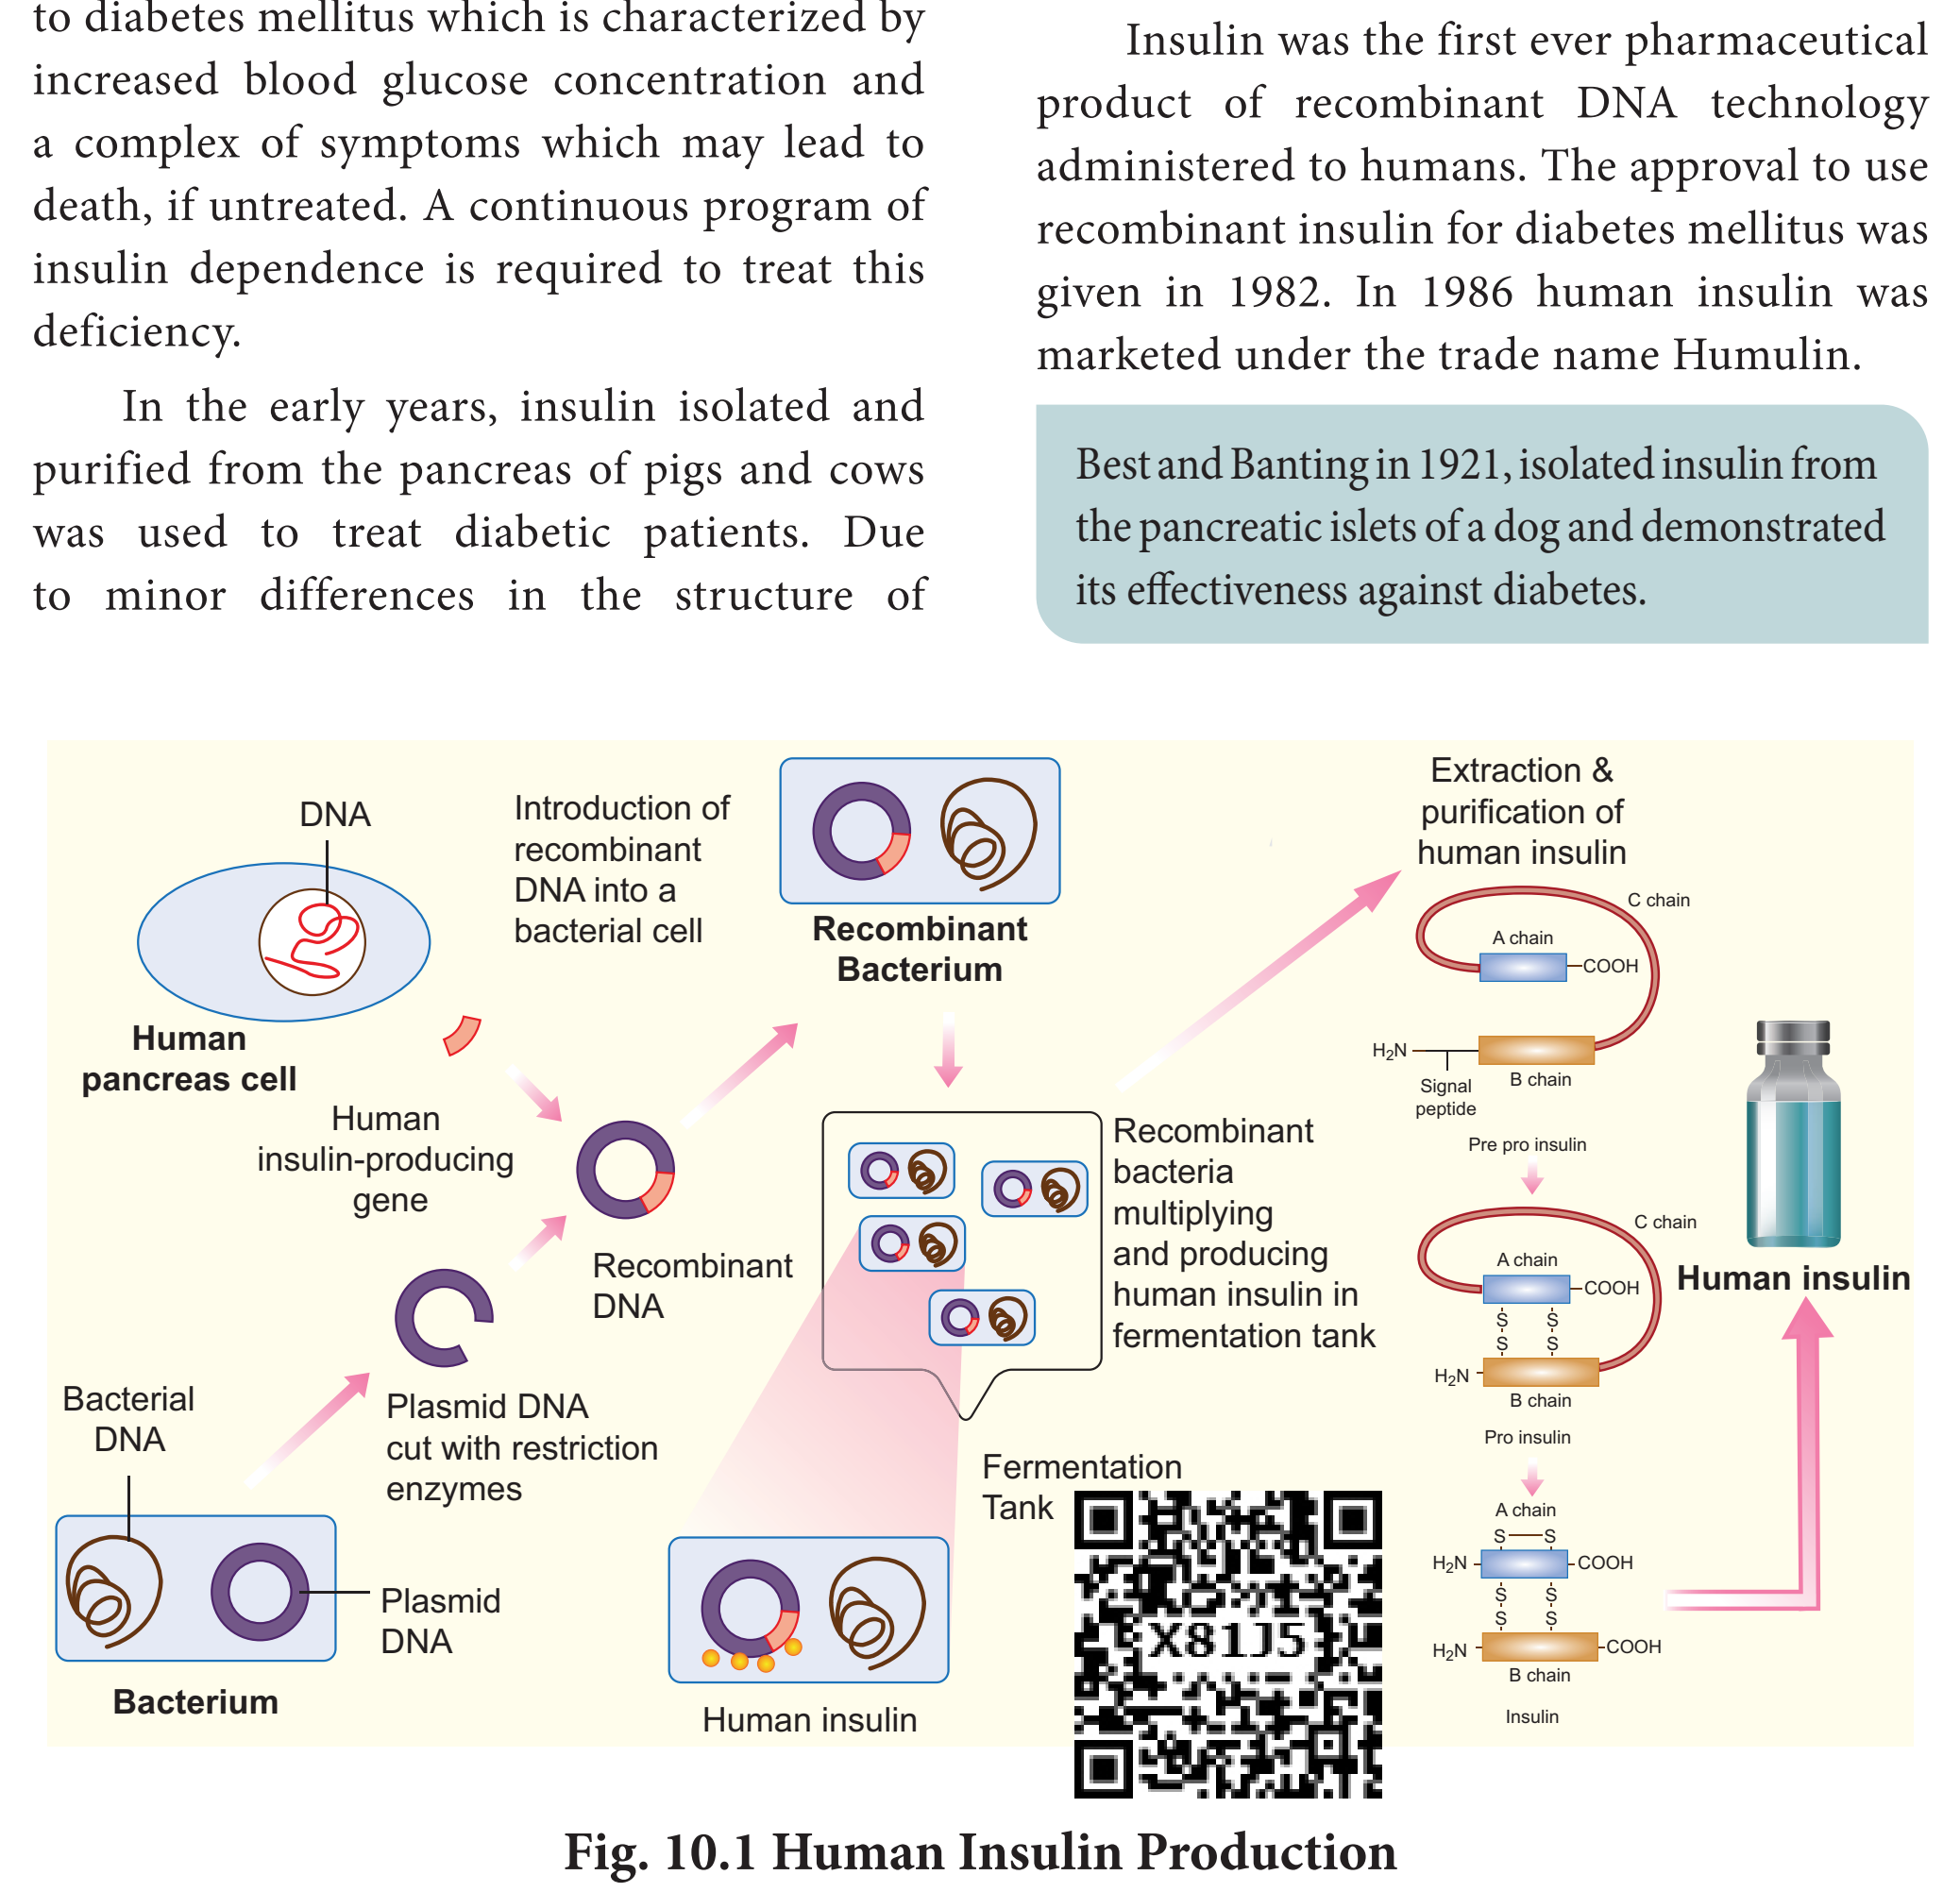 to diabetes mellitus which is characterized by
increased blood glucose concentration and
a complex of symptoms which may lead to
death, if untreated. A continuous program of
insulin dependence is required to treat this
deficiency.
In the early years, insulin isolated and
purified from the pancreas of pigs and cows
was used to treat diabetic patients. Due
to minor differences in the structure of
Insulin was the first ever pharmaceutical
product of recombinant DNA technology
administered to humans. The approval to use
recombinant insulin for diabetes mellitus was
given in 1982. In 1986 human insulin was
marketed under the trade name Humulin.
Best and Banting in 1921, isolated insulin from
the pancreatic islets of a dog and demonstrated
its effectiveness against diabetes.
DNA
Human
pancreas cell
Introduction of
recombinant
DNA into a
bacterial cell
Recombinant
Bacterium
Human
insulin-producing
gene
Recombinant
DNA
Plasmid DNA
cut with restriction
enzymes
Bacterial
DNA
Plasmid
DNA
Bacterium
Recombinant
bacteria
multiplying
and producing
human insulin in
fermentation tank
Fermentation
Tank
Human insulin
X81J5
Extraction &
purification of
human insulin
C chain
A chain
COOH
H2N
Signal
peptide
B chain
Pre pro insulin
C chain
A chain
COOH
S S
S S
H2N
B chain
Pro insulin
A chain
S S
H2N COOH
S S
S S
H2N COOH
B chain
Insulin
Human insulin
Fig. 10.1 Human Insulin Production